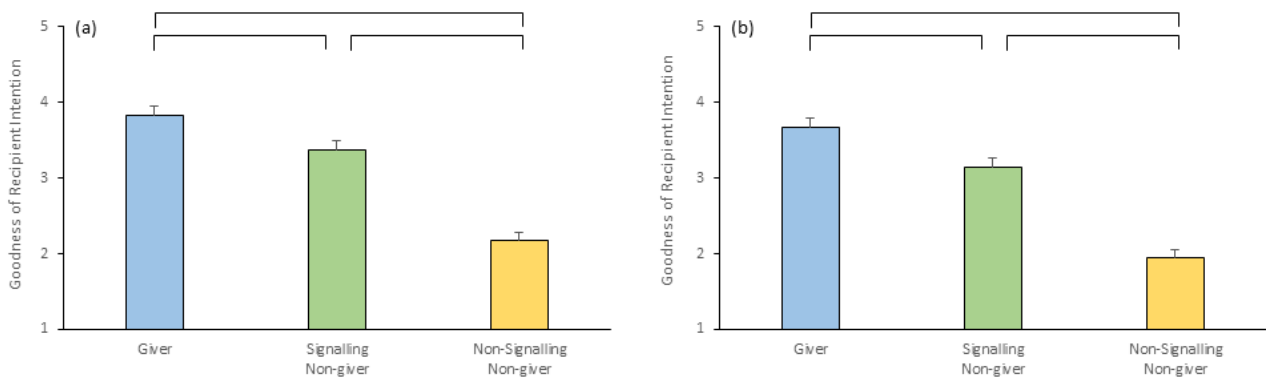 (a)
Goodness of Recipient Intention
5
4
3
2
1
Giver
Signalling
Non-giver
Non-Signalling
Non-giver
(b)
Goodness of Recipient Intention
5
4
3
2
1
Giver
Signalling
Non-giver
Non-Signalling
Non-giver